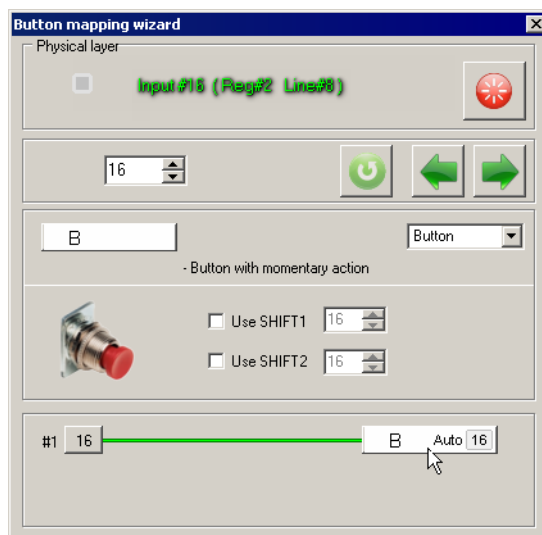 Button mapping wizard
Physical layer
Input#16 (Reg#2 Line#8)
16
B
Button
- Button with momentary action
Use SHIFT1 16
Use SHIFT2 16
#1 16 B Auto 16